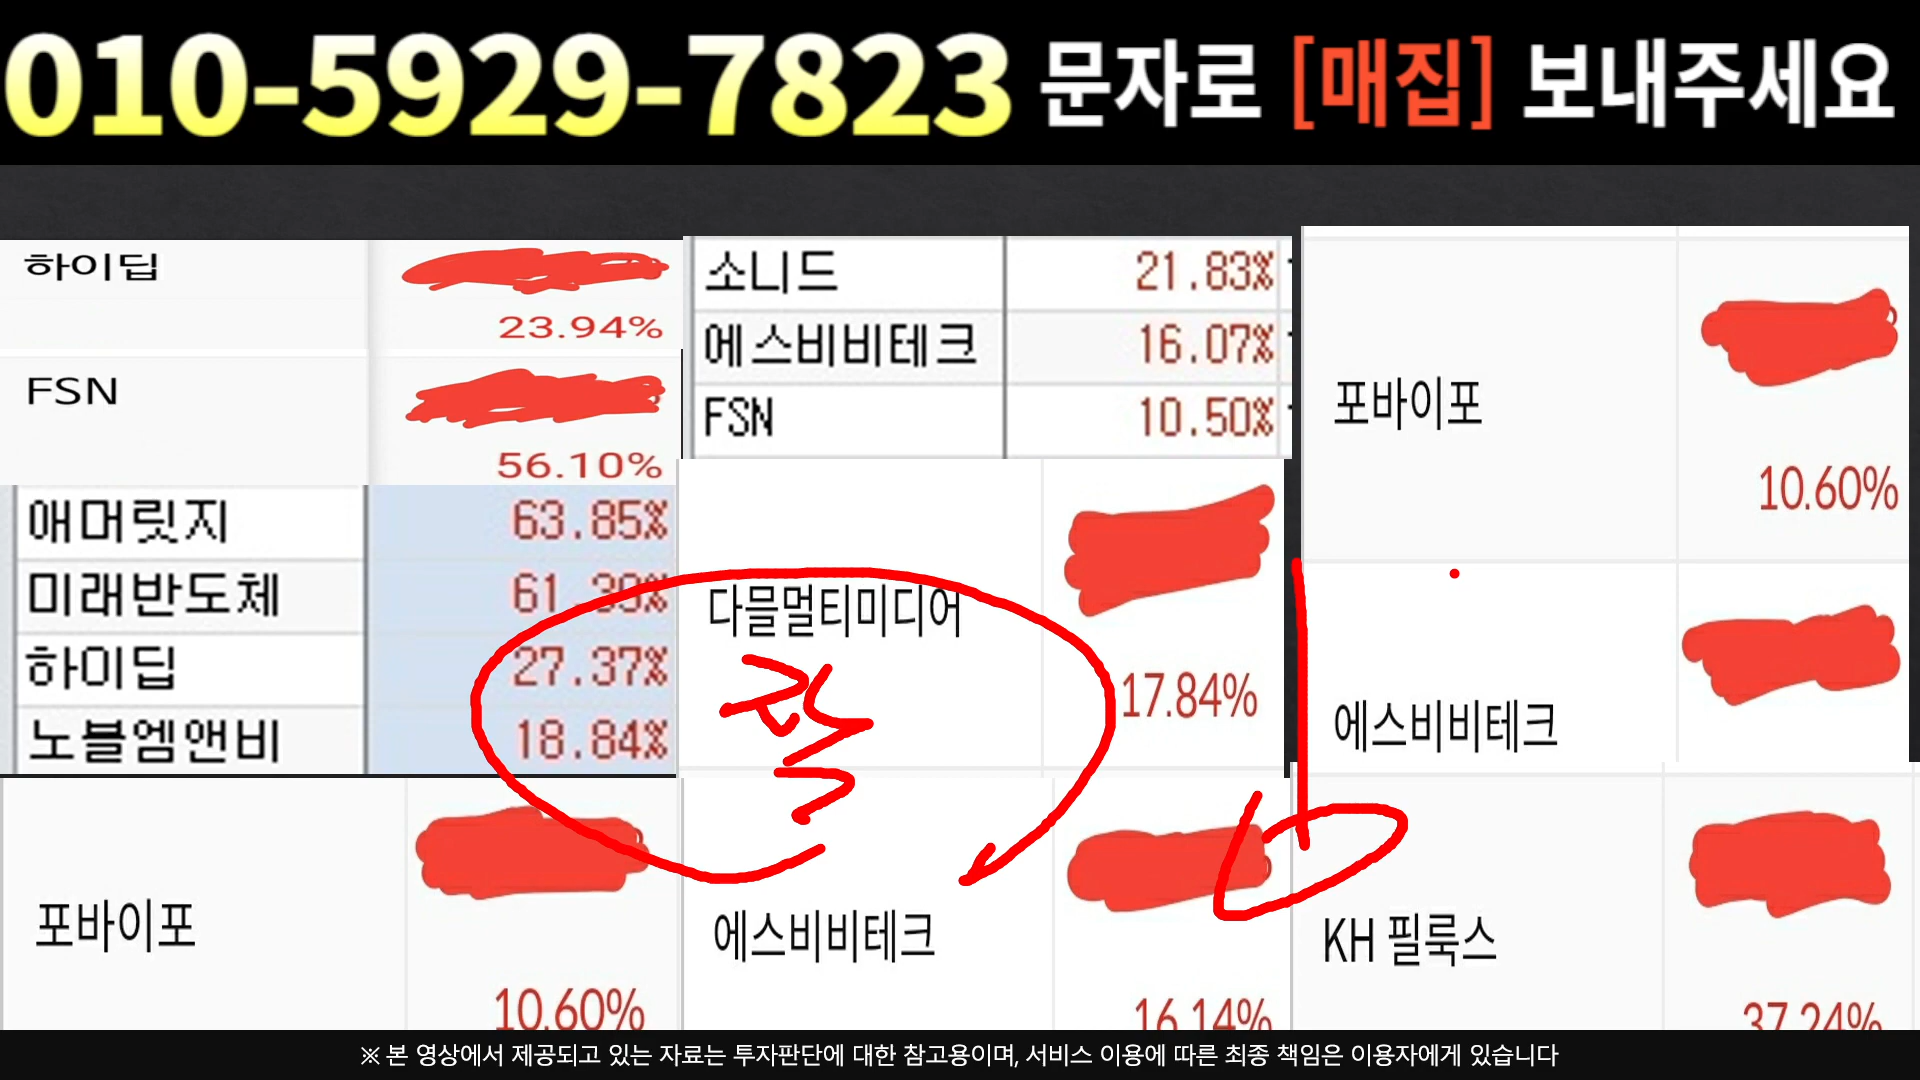 010-5929-7823 문자로 [매집] 보내주세요
하이딥
23.94%
FSN
56.10%
애머릿지 63.85%
미래반도체 61.39%
하이딥 27.37%
노블엠앤비 18.84%
소니드 21.83%
에스비비테크 16.07%
FSN 10.50%
다믈멀티미디어
17.84%
포바이포
10.60%
에스비비테크
포바이포
10.60%
에스비비테크
16.14%
KH 필룩스
37.24%
※ 본 영상에서 제공되고 있는 자료는 투자판단에 대한 참고용이며, 서비스 이용에 따른 최종 책임은 이용자에게 있습니다